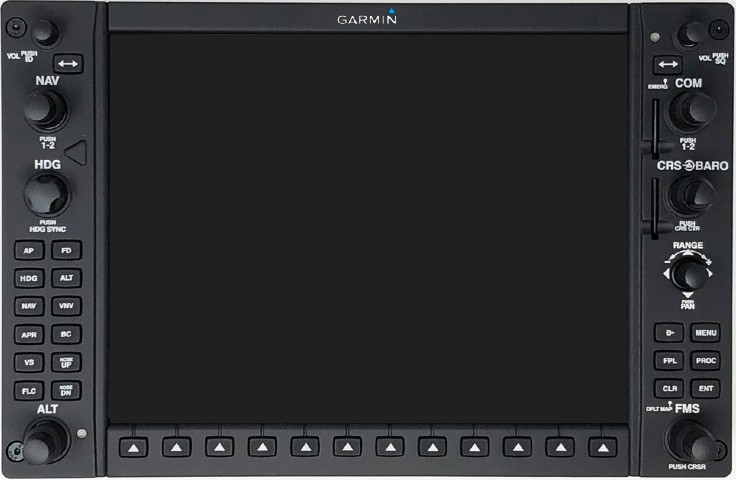 GARMIN
VOL PUSH
ID
NAV
PUSH
1-2
HDG
PUSH
HDG SYNC
AP FD
HDG ALT
NAV VNV
APR BC
VS NOSE UP
FLC NOSE DN
ALT
VOL PUSH
SQ
EMERG COM
PUSH
1-2
CRS BARO
PUSH
CRS CTR
RANGE
- +
PUSH
PAN
D MENU
FPL PROC
CLR ENT
DFLT MAP FMS
PUSH CRSR